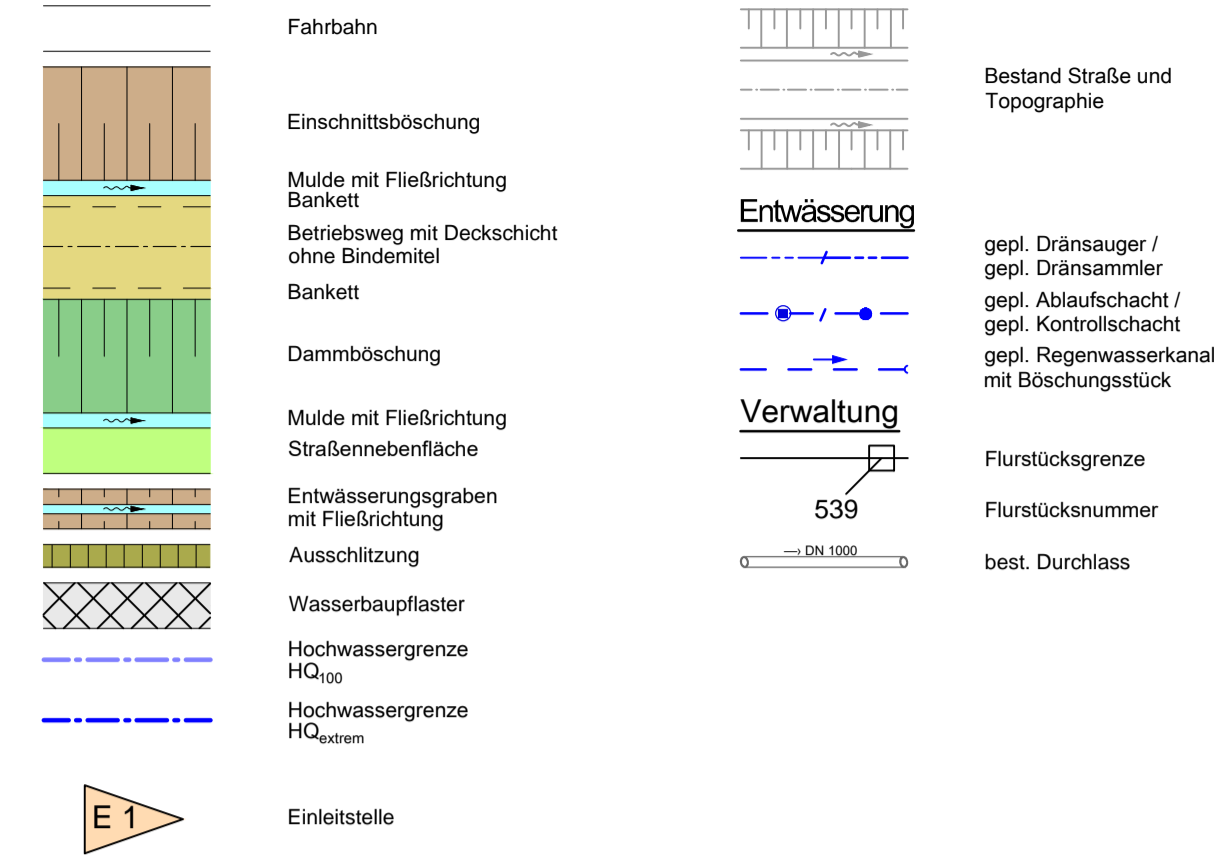 Fahrbahn
Einschnittsböschung
Mulde mit Fließrichtung
Bankett
Betriebsweg mit Deckschicht
ohne Bindemitel
Bankett
Dammböschung
Mulde mit Fließrichtung
Straßennebenfläche
Entwässerungsgraben
mit Fließrichtung
Ausschlitzung
Wasserbaupflaster
Hochwassergrenze
HQ100
Hochwassergrenze
HQextrem
E 1
Einleitstelle
Bestand Straße und
Topographie
Entwässerung
gepl. Dränsauger /
gepl. Dränsammler
gepl. Ablaufschacht /
gepl. Kontrollschacht
gepl. Regenwasserkanal
mit Böschungsstück
Verwaltung
Flurstücksgrenze
539
Flurstücksnummer
DN 1000
best. Durchlass